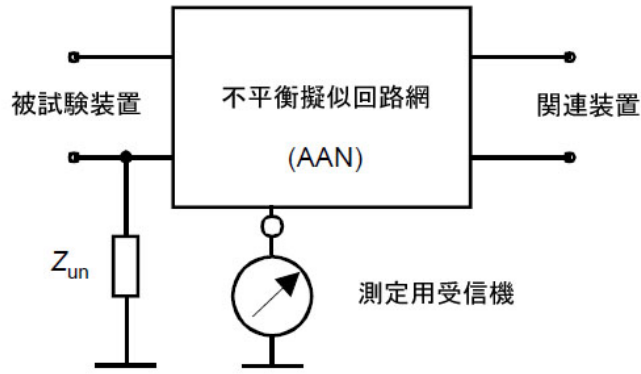 被試験装置
不平衡擬似回路網
(AAN)
関連装置
Zun
測定用受信機